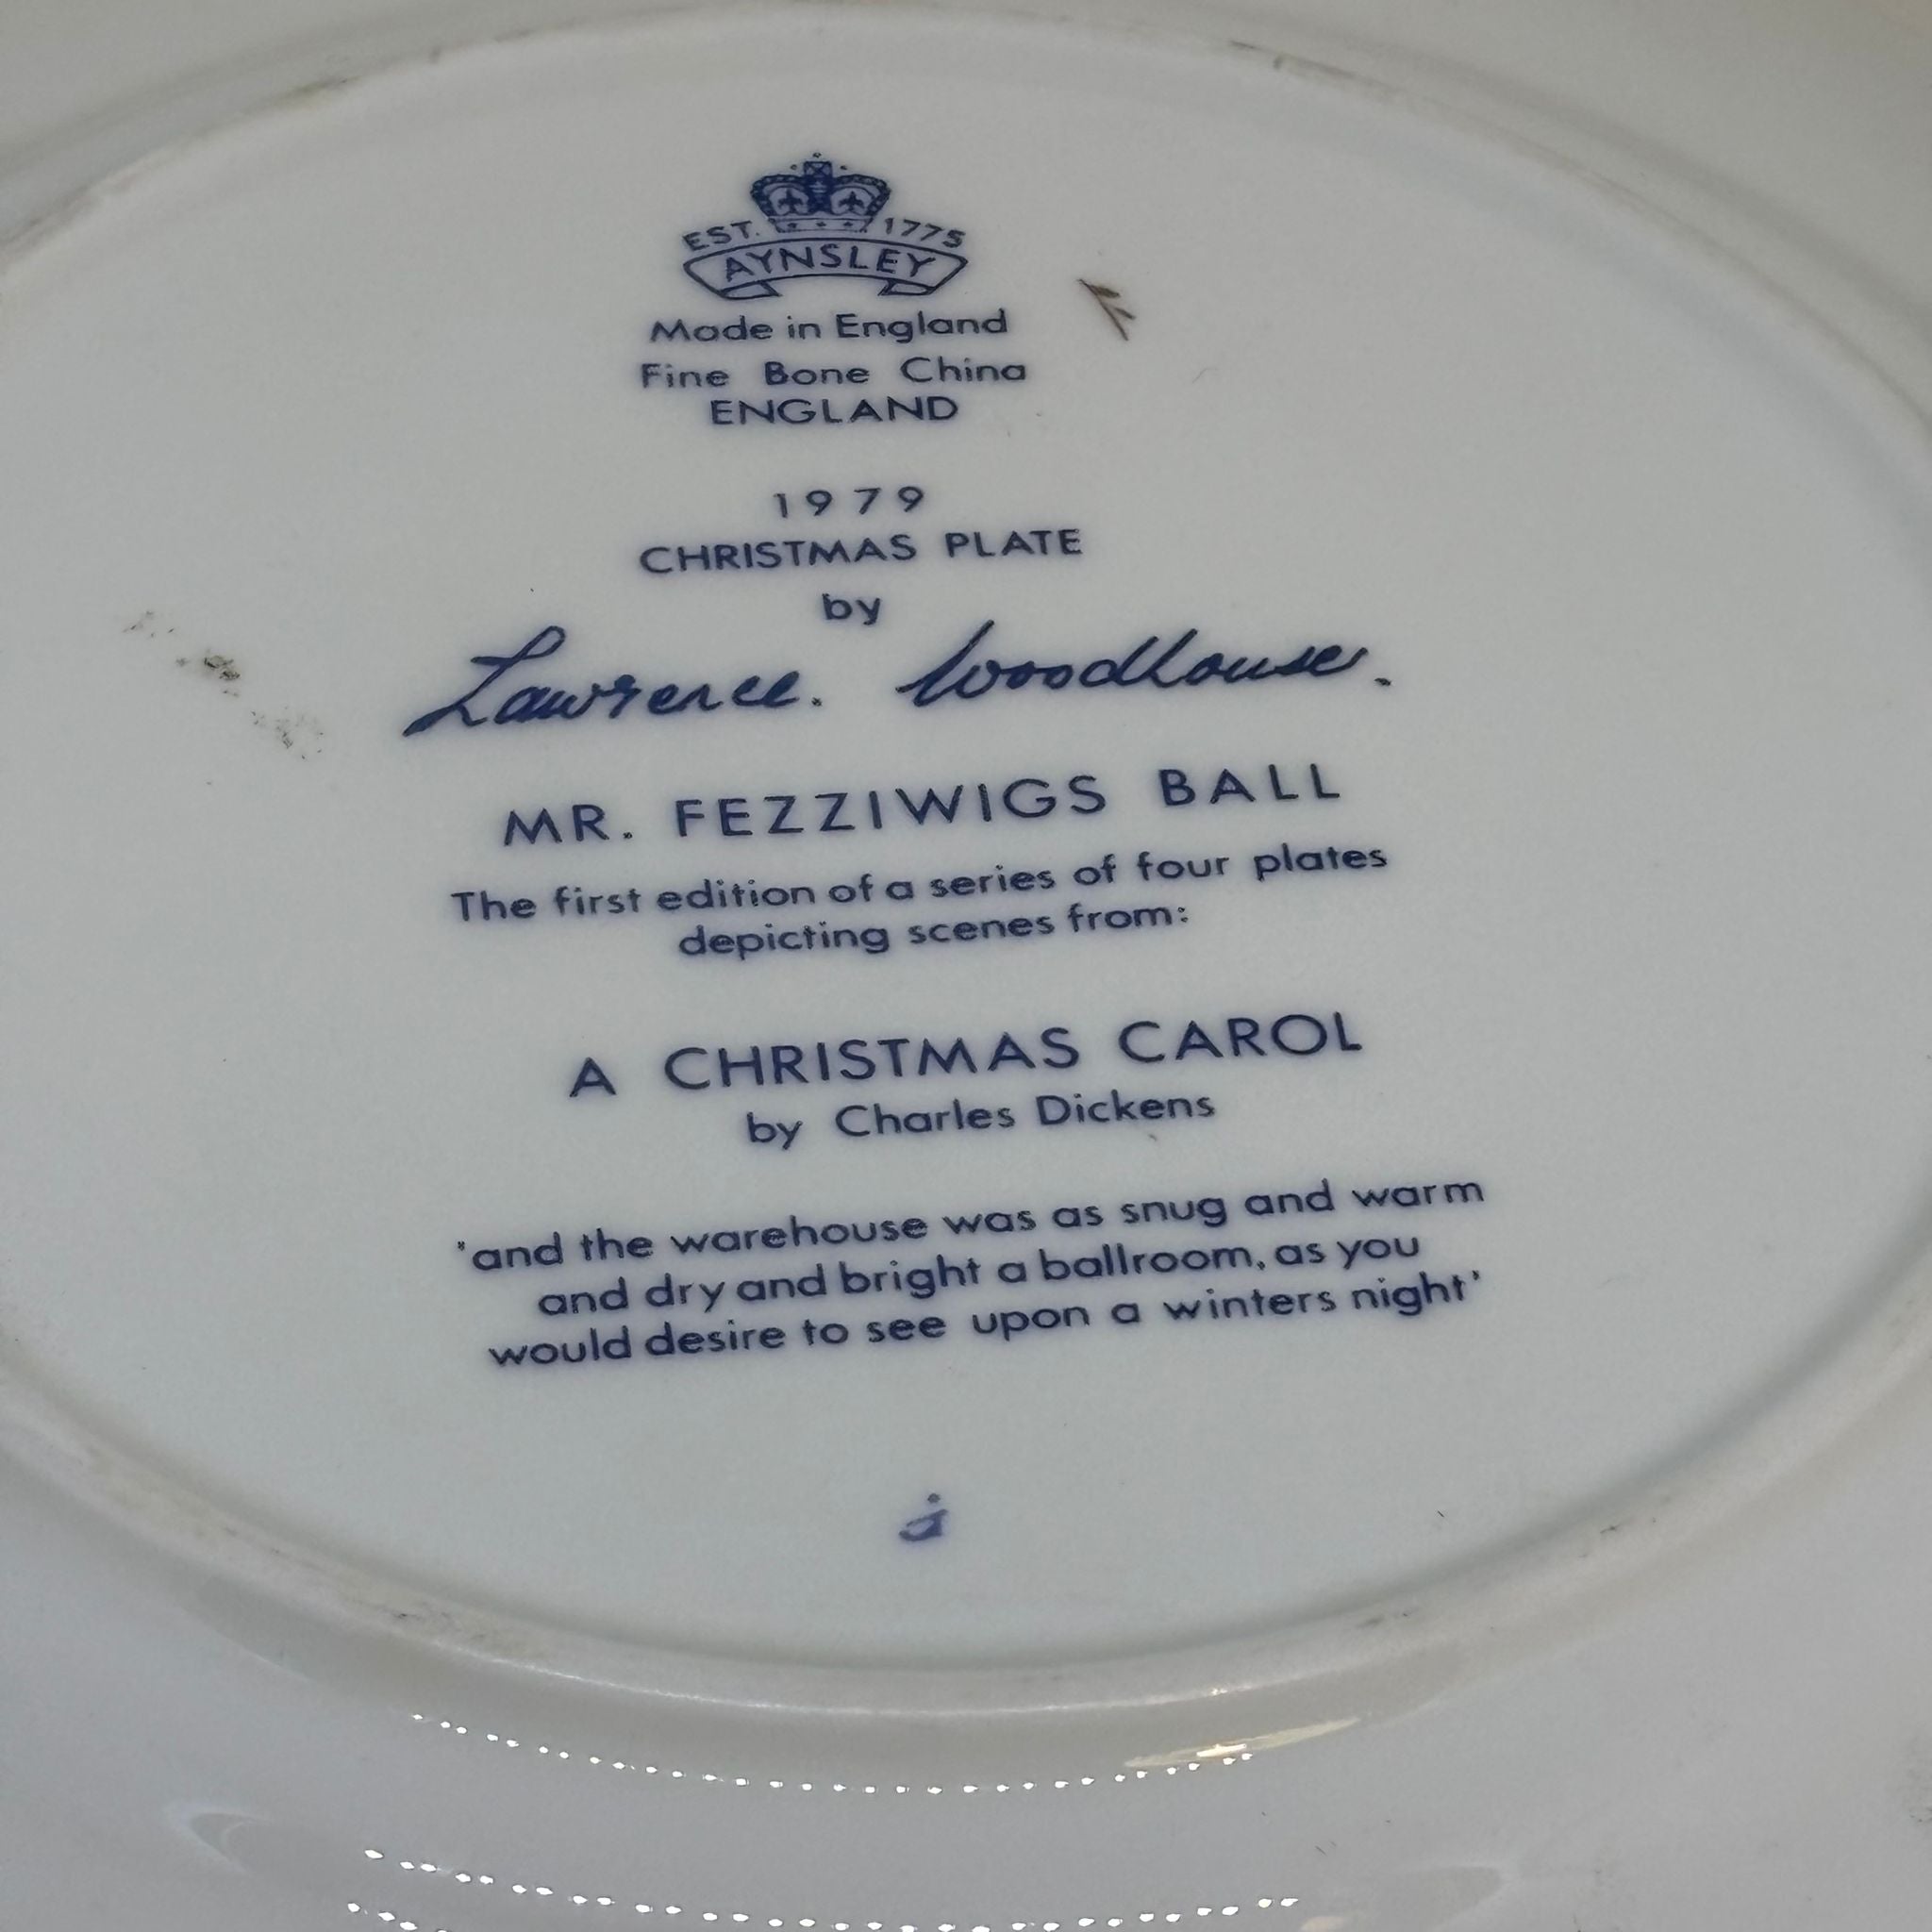 EST. 1775
AYNSLEY
Made in England
Fine Bone China
ENGLAND
1979
CHRISTMAS PLATE
by
Lawrence. Woodhouse.
MR. FEZZIWIGS BALL
The first edition of a series of four plates
depicting scenes from:
A CHRISTMAS CAROL
by Charles Dickens
'and the warehouse was as snug and warm
and dry and bright a ballroom, as you
would desire to see upon a winters night'